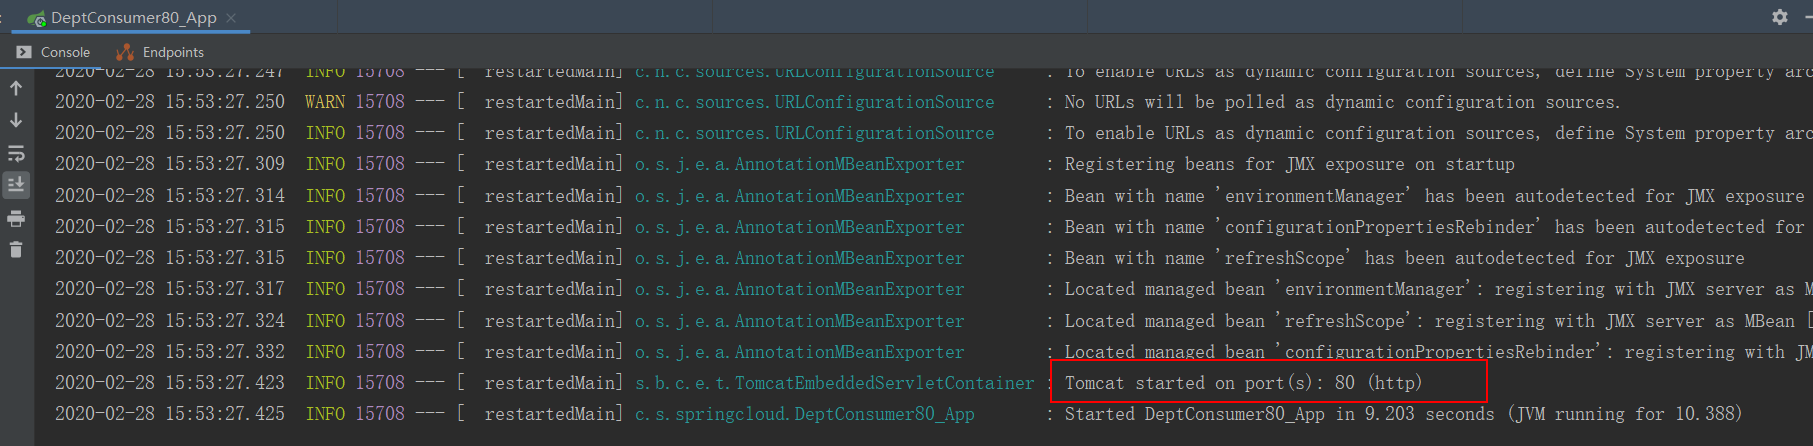 DeptConsumer80_App
Console Endpoints
2020-02-28 15:53:27.247 INFO 15708 --- [ restartedMain] c.n.c.sources.URLConfigurationSource : To enable URLs as dynamic configuration sources, define System property arc
2020-02-28 15:53:27.250 WARN 15708 --- [ restartedMain] c.n.c.sources.URLConfigurationSource : No URLs will be polled as dynamic configuration sources.
2020-02-28 15:53:27.250 INFO 15708 --- [ restartedMain] c.n.c.sources.URLConfigurationSource : To enable URLs as dynamic configuration sources, define System property arc
2020-02-28 15:53:27.309 INFO 15708 --- [ restartedMain] o.s.j.e.a.AnnotationMBeanExporter : Registering beans for JMX exposure on startup
2020-02-28 15:53:27.314 INFO 15708 --- [ restartedMain] o.s.j.e.a.AnnotationMBeanExporter : Bean with name 'environmentManager' has been autodetected for JMX exposure
2020-02-28 15:53:27.315 INFO 15708 --- [ restartedMain] o.s.j.e.a.AnnotationMBeanExporter : Bean with name 'configurationPropertiesRebinder' has been autodetected for
2020-02-28 15:53:27.315 INFO 15708 --- [ restartedMain] o.s.j.e.a.AnnotationMBeanExporter : Bean with name 'refreshScope' has been autodetected for JMX exposure
2020-02-28 15:53:27.317 INFO 15708 --- [ restartedMain] o.s.j.e.a.AnnotationMBeanExporter : Located managed bean 'environmentManager': registering with JMX server as M
2020-02-28 15:53:27.324 INFO 15708 --- [ restartedMain] o.s.j.e.a.AnnotationMBeanExporter : Located managed bean 'refreshScope': registering with JMX server as MBean [
2020-02-28 15:53:27.332 INFO 15708 --- [ restartedMain] o.s.j.e.a.AnnotationMBeanExporter : Located managed bean 'configurationPropertiesRebinder': registering with JM
2020-02-28 15:53:27.423 INFO 15708 --- [ restartedMain] s.b.c.e.t.TomcatEmbeddedServletContainer : Tomcat started on port(s): 80 (http)
2020-02-28 15:53:27.425 INFO 15708 --- [ restartedMain] c.s.springcloud.DeptConsumer80_App : Started DeptConsumer80_App in 9.203 seconds (JVM running for 10.388)